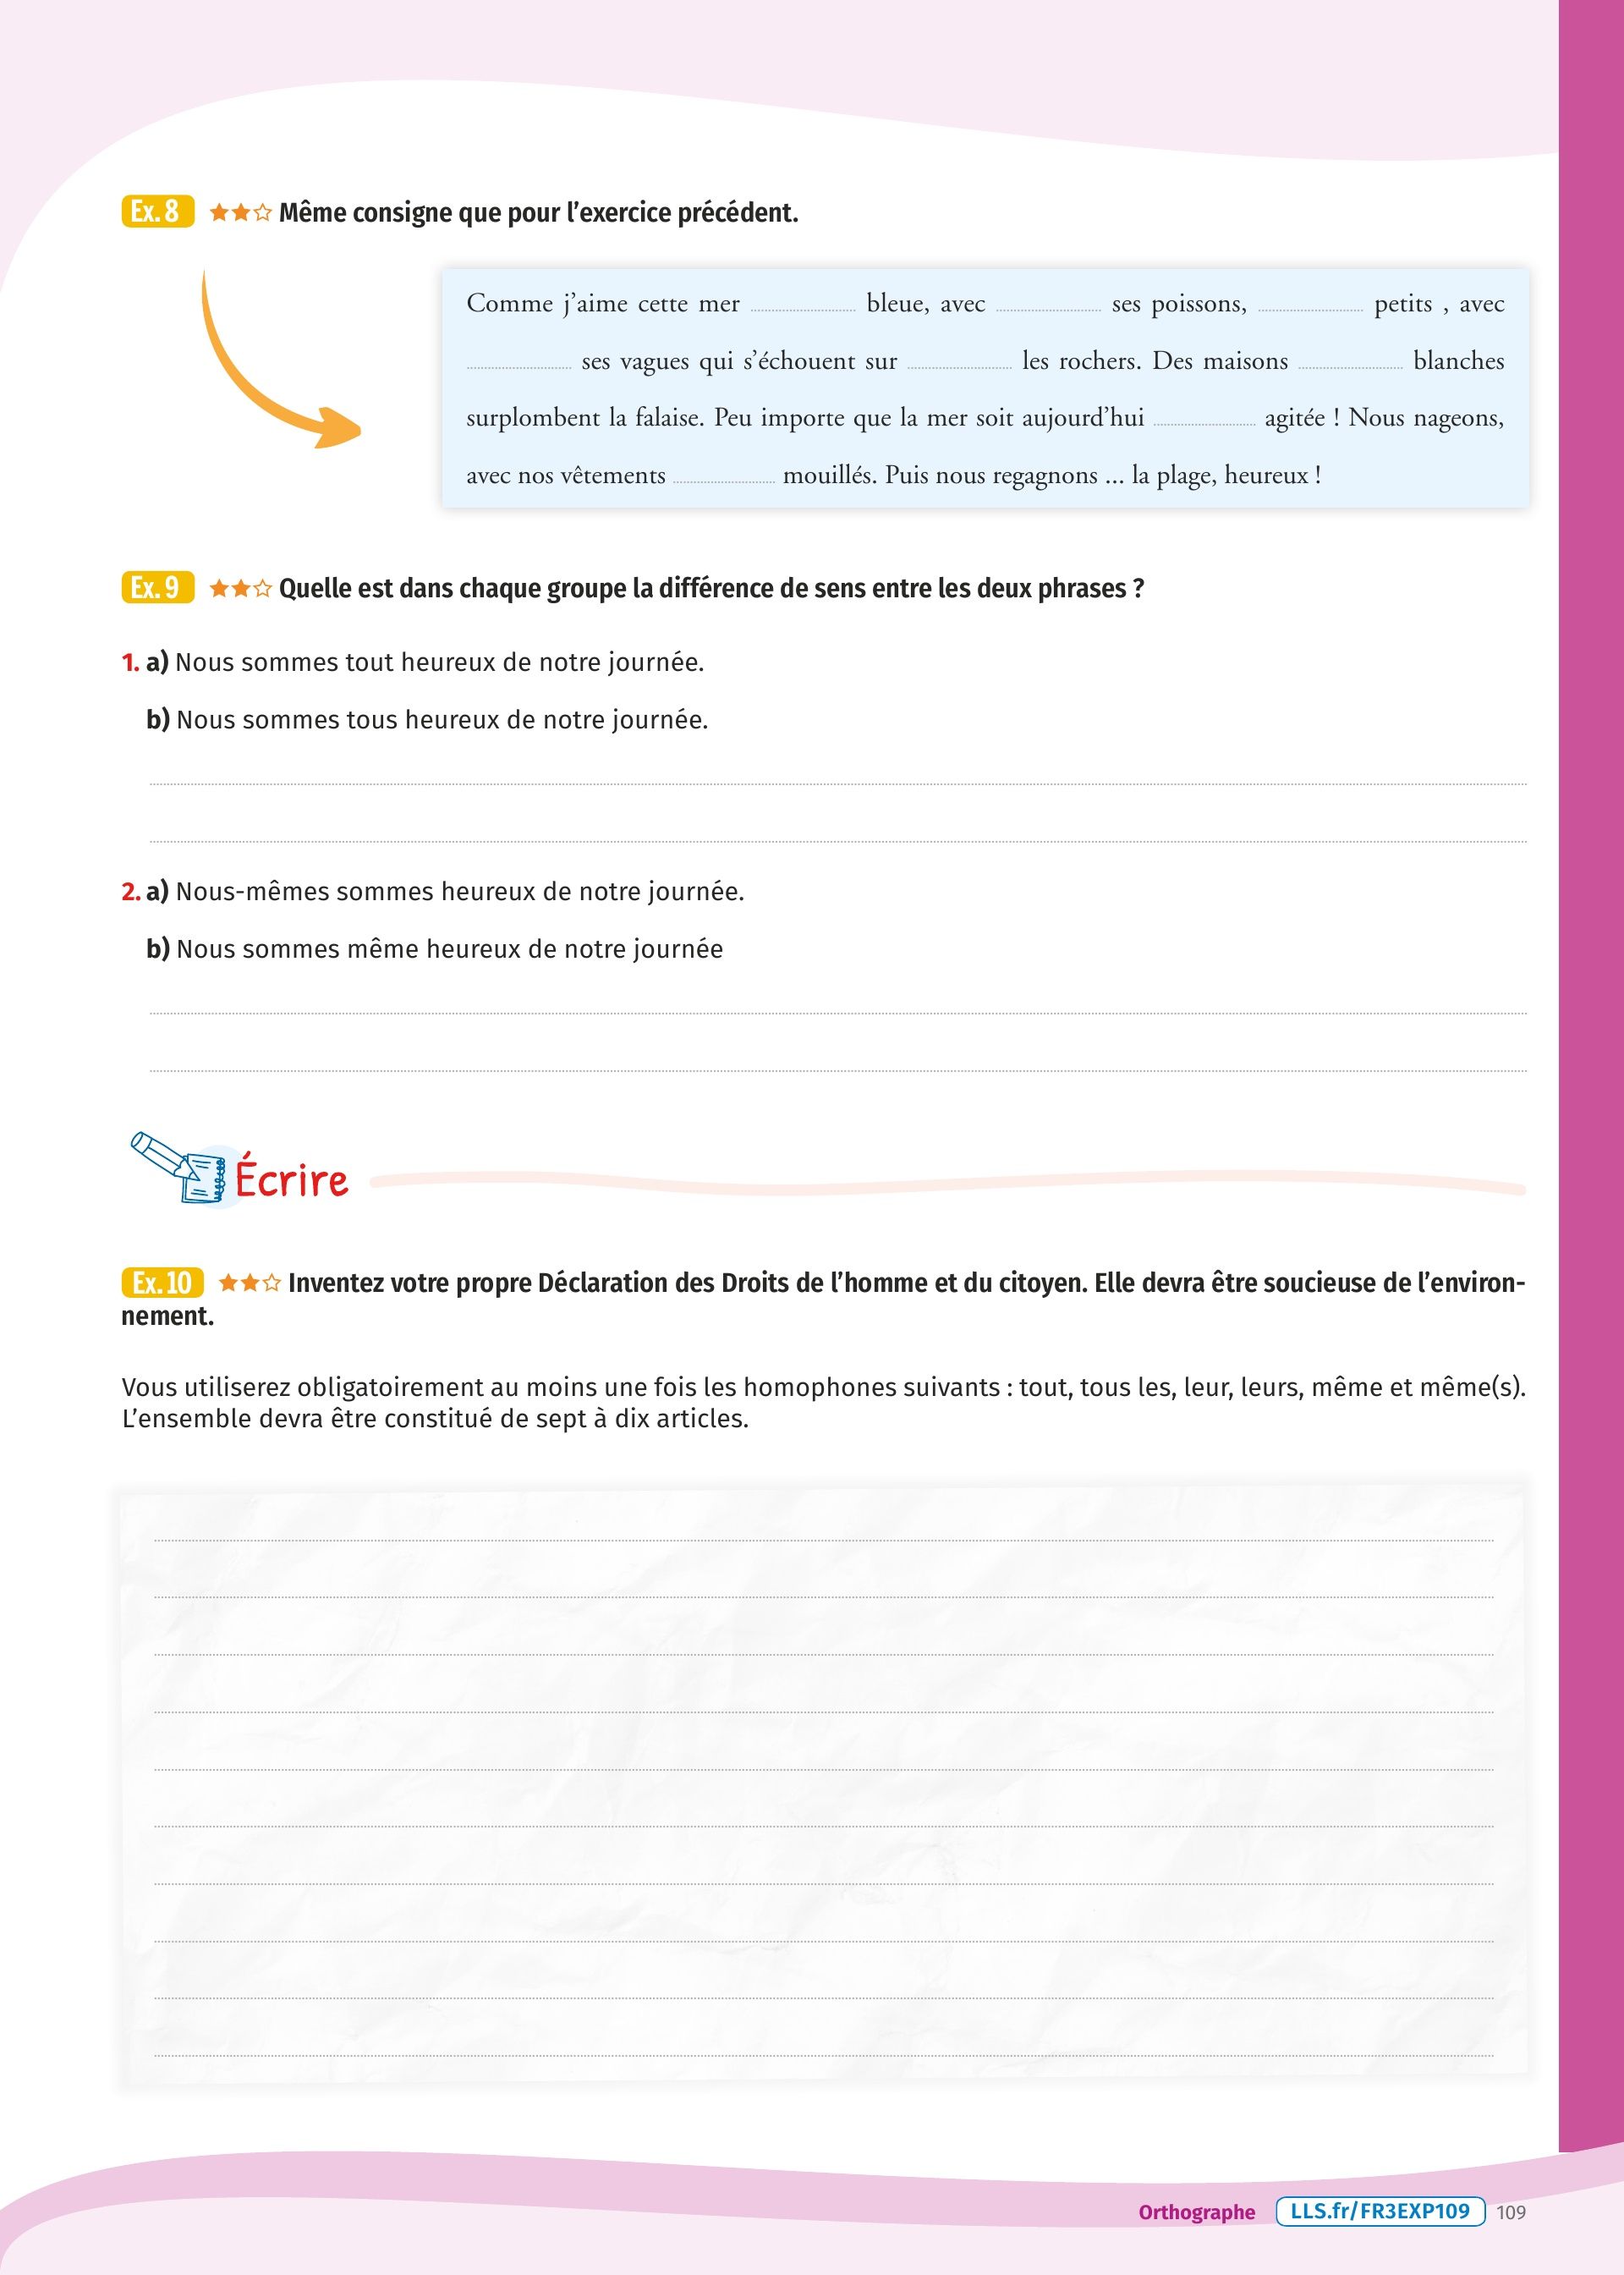 Ex. 8 ★★☆ Même consigne que pour l’exercice précédent.
Comme j’aime cette mer .................... bleue, avec .................... ses poissons, .................... petits , avec
.................... ses vagues qui s’échouent sur .................... les rochers. Des maisons .................... blanches
surplombent la falaise. Peu importe que la mer soit aujourd’hui .................... agitée ! Nous nageons,
avec nos vêtements .................... mouillés. Puis nous regagnons ... la plage, heureux !
Ex. 9 ★★☆ Quelle est dans chaque groupe la différence de sens entre les deux phrases ?
1. a) Nous sommes tout heureux de notre journée.
b) Nous sommes tous heureux de notre journée.
2. a) Nous-mêmes sommes heureux de notre journée.
b) Nous sommes même heureux de notre journée
Écrire
Ex. 10 ★★☆ Inventez votre propre Déclaration des Droits de l’homme et du citoyen. Elle devra être soucieuse de l’environ-
nement.
Vous utiliserez obligatoirement au moins une fois les homophones suivants : tout, tous les, leur, leurs, même et même(s).
L’ensemble devra être constitué de sept à dix articles.
Orthographe LLS.fr/FR3EXP109 109